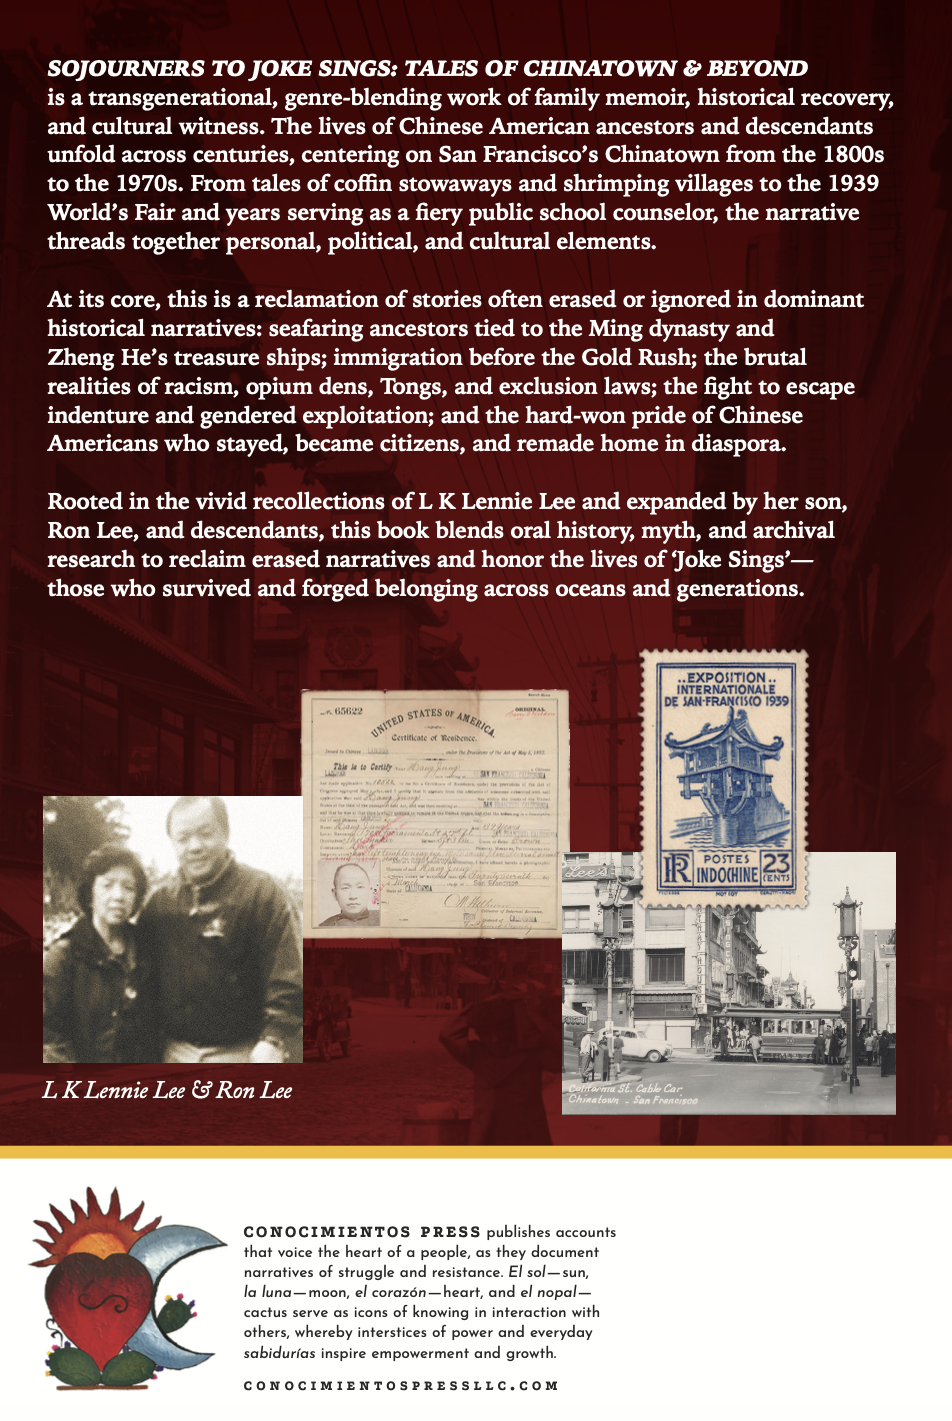 SOJOURNERS TO JOKE SINGS: TALES OF CHINATOWN & BEYOND
is a transgenerational, genre-blending work of family memoir, historical recovery,
and cultural witness. The lives of Chinese American ancestors and descendants
unfold across centuries, centering on San Francisco's Chinatown from the 1800s
to the 1970s. From tales of coffin stowaways and shrimping villages to the 1939
World's Fair and years serving as a fiery public school counselor, the narrative
threads together personal, political, and cultural elements.
At its core, this is a reclamation of stories often erased or ignored in dominant
historical narratives: seafaring ancestors tied to the Ming dynasty and
Zheng He's treasure ships; immigration before the Gold Rush; the brutal
realities of racism, opium dens, Tongs, and exclusion laws; the fight to escape
indenture and gendered exploitation; and the hard-won pride of Chinese
Americans who stayed, became citizens, and remade home in diaspora.
Rooted in the vivid recollections of L K Lennie Lee and expanded by her son,
Ron Lee, and descendants, this book blends oral history, myth, and archival
research to reclaim erased narratives and honor the lives of ‘Joke Sings’—
those who survived and forged belonging across oceans and generations.
65622
ORIGINAL.
UNITED STATES OF AMERICA.
Certificate of Residence.
This is to Certify
SAN FRANCISCO CALIFORNIA
..EXPOSITION..
INTERNATIONALE
DE SAN-FRANCISCO 1939
RF
POSTES
INDOCHINE
23
CENTS
Lee's
California St. Cable Car
Chinatown - San Francisco
L K Lennie Lee & Ron Lee
CONOCIMIENTOS PRESS publishes accounts
that voice the heart of a people, as they document
narratives of struggle and resistance. El sol—sun,
la luna—moon, el corazón—heart, and el nopal—
cactus serve as icons of knowing in interaction with
others, whereby interstices of power and everyday
sabidurías inspire empowerment and growth.
CONOCIMIENTOSPRESSLLC.COM